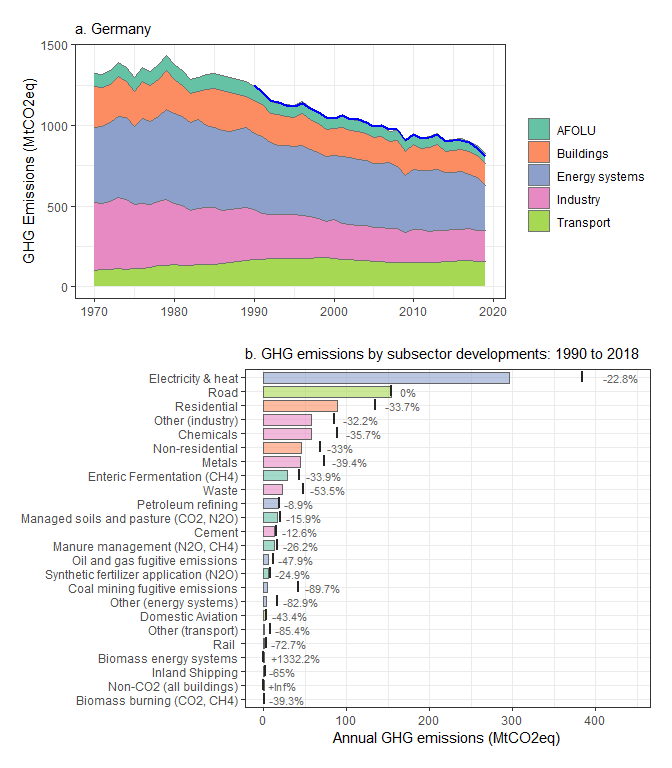 a. Germany
GHG Emissions (MtCO2eq)
1500
1000
500
0
1970 1980 1990 2000 2010 2020
AFOLU
Buildings
Energy systems
Industry
Transport
b. GHG emissions by subsector developments: 1990 to 2018
Electricity & heat -22.8%
Road 0%
Residential -33.7%
Other (industry) -32.2%
Chemicals -35.7%
Non-residential -33%
Metals -39.4%
Enteric Fermentation (CH4) -33.9%
Waste -53.5%
Petroleum refining -8.9%
Managed soils and pasture (CO2, N2O) -15.9%
Cement -12.6%
Manure management (N2O, CH4) -26.2%
Oil and gas fugitive emissions -47.9%
Synthetic fertilizer application (N2O) -24.9%
Coal mining fugitive emissions -89.7%
Other (energy systems) -82.9%
Domestic Aviation -43.4%
Other (transport) -85.4%
Rail -72.7%
Biomass energy systems +1332.2%
Inland Shipping -65%
Non-CO2 (all buildings) +Inf%
Biomass burning (CO2, CH4) -39.3%
0 100 200 300 400
Annual GHG emissions (MtCO2eq)